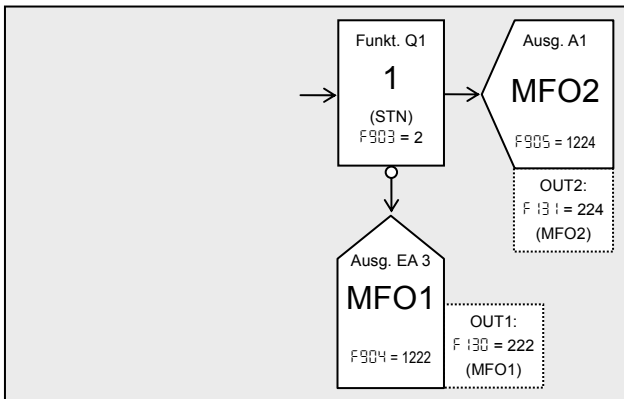 Funkt. Q1
1
(STN)
F903 = 2
Ausg. A1
MFO2
F905 = 1224
OUT2:
F131 = 224
(MFO2)
Ausg. EA 3
MFO1
F904 = 1222
OUT1:
F130 = 222
(MFO1)